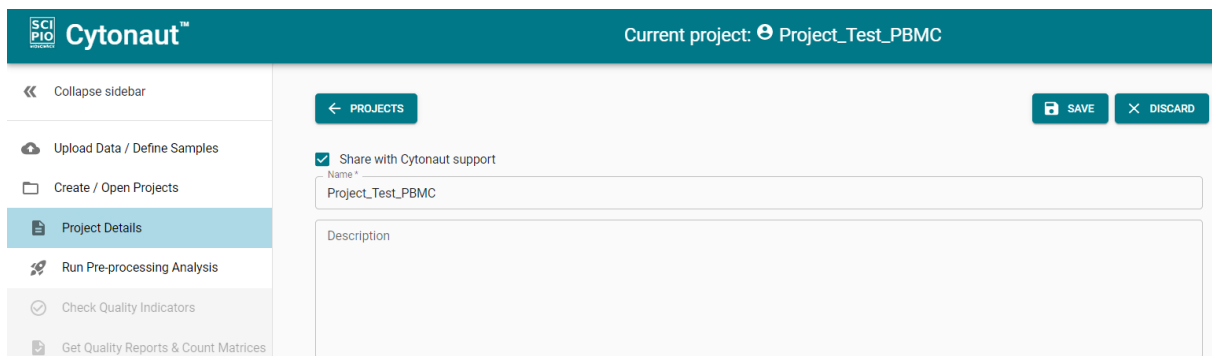 SCI
PIO
BIOSCIENCE
Cytonaut™
Current project: Project_Test_PBMC
Collapse sidebar
PROJECTS
SAVE
DISCARD
Upload Data / Define Samples
Share with Cytonaut support
Name *
Create / Open Projects
Project_Test_PBMC
Project Details
Description
Run Pre-processing Analysis
Check Quality Indicators
Get Quality Reports & Count Matrices